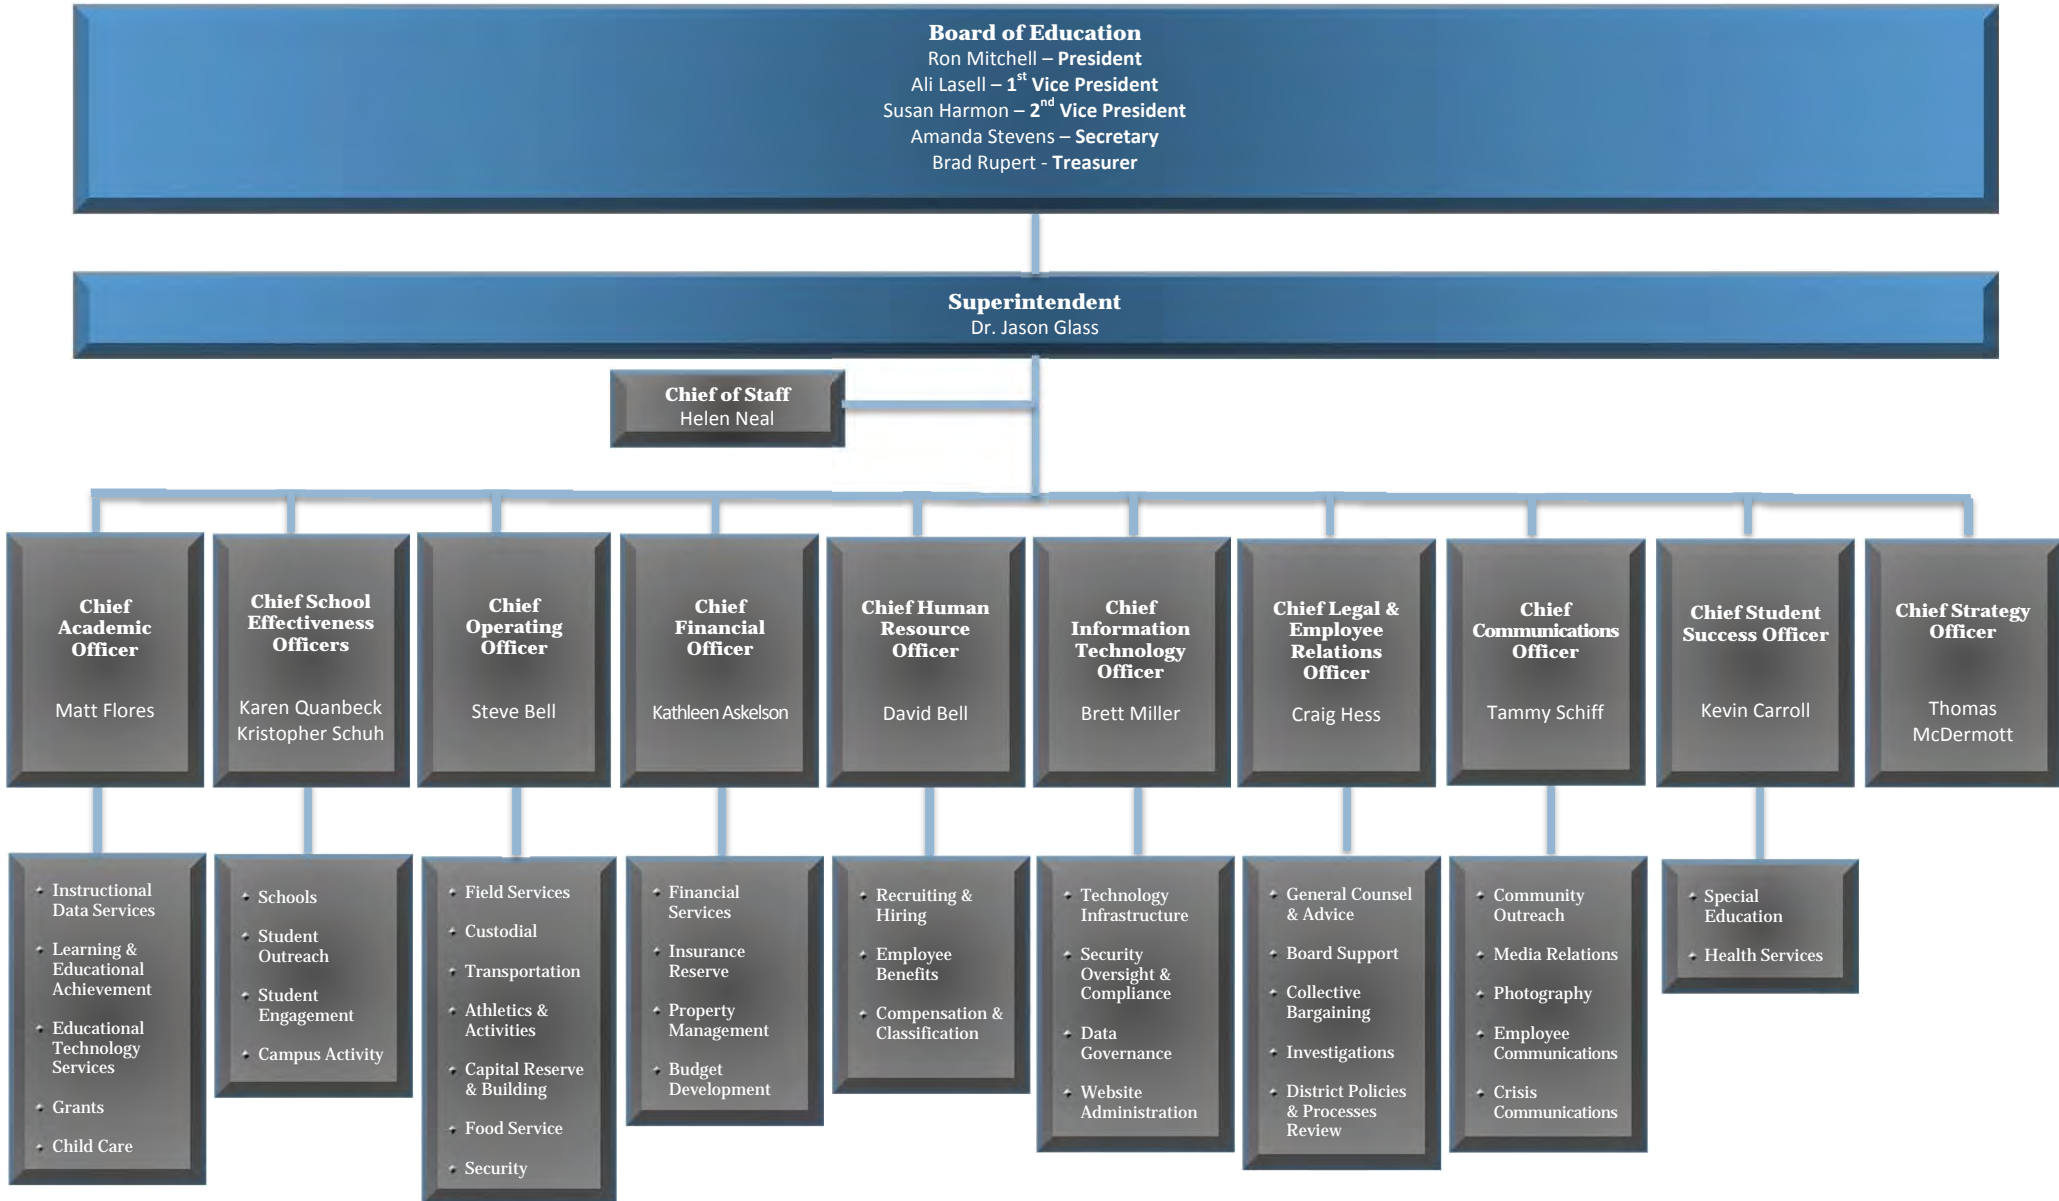 Board of Education
Ron Mitchell – President
Ali Lasell – 1st Vice President
Susan Harmon – 2nd Vice President
Amanda Stevens – Secretary
Brad Rupert - Treasurer
Superintendent
Dr. Jason Glass
Chief of Staff
Helen Neal
Chief
Academic
Officer
Matt Flores
Chief School
Effectiveness
Officers
Karen Quanbeck
Kristopher Schuh
Chief
Operating
Officer
Steve Bell
Chief
Financial
Officer
Kathleen Askelson
Chief Human
Resource
Officer
David Bell
Chief
Information
Technology
Officer
Brett Miller
Chief Legal &
Employee
Relations
Officer
Craig Hess
Chief
Communications
Officer
Tammy Schiff
Chief Student
Success Officer
Kevin Carroll
Chief Strategy
Officer
Thomas
McDermott
Instructional
Data Services
Learning &
Educational
Achievement
Educational
Technology
Services
Grants
Child Care
Schools
Student
Outreach
Student
Engagement
Campus Activity
Field Services
Custodial
Transportation
Athletics &
Activities
Capital Reserve
& Building
Food Service
Security
Financial
Services
Insurance
Reserve
Property
Management
Budget
Development
Recruiting &
Hiring
Employee
Benefits
Compensation &
Classification
Technology
Infrastructure
Security
Oversight &
Compliance
Data
Governance
Website
Administration
General Counsel
& Advice
Board Support
Collective
Bargaining
Investigations
District Policies
& Processes
Review
Community
Outreach
Media Relations
Photography
Employee
Communications
Crisis
Communications
Special
Education
Health Services